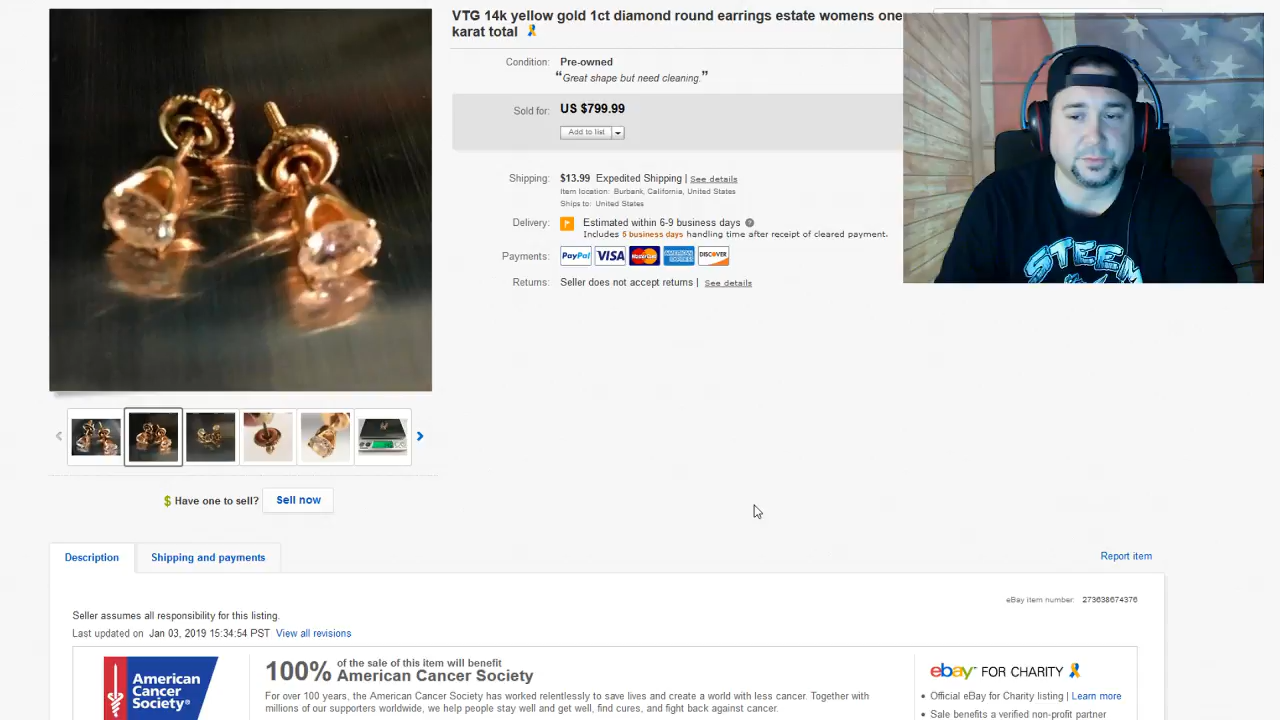 VTG 14k yellow gold 1ct diamond round earrings estate womens one
karat total
Condition: Pre-owned
“Great shape but need cleaning.”
Sold for: US $799.99
Add to list
Shipping: $13.99 Expedited Shipping | See details
Item location: Burbank, California, United States
Ships to: United States
Delivery: Estimated within 6-9 business days
Includes 5 business days handling time after receipt of cleared payment.
Payments: PayPal VISA MasterCard AMERICAN EXPRESS DISCOVER
Returns: Seller does not accept returns | See details
STEEM
$ Have one to sell? Sell now
Description
Shipping and payments
Report item
eBay item number: 273638674376
Seller assumes all responsibility for this listing.
Last updated on Jan 03, 2019 15:34:54 PST View all revisions
American
Cancer
Society®
100% of the sale of this item will benefit
American Cancer Society
For over 100 years, the American Cancer Society has worked relentlessly to save lives and create a world with less cancer. Together with
millions of our supporters worldwide, we help people stay well and get well, find cures, and fight back against cancer.
ebay FOR CHARITY
• Official eBay for Charity listing | Learn more
• Sale benefits a verified non-profit partner